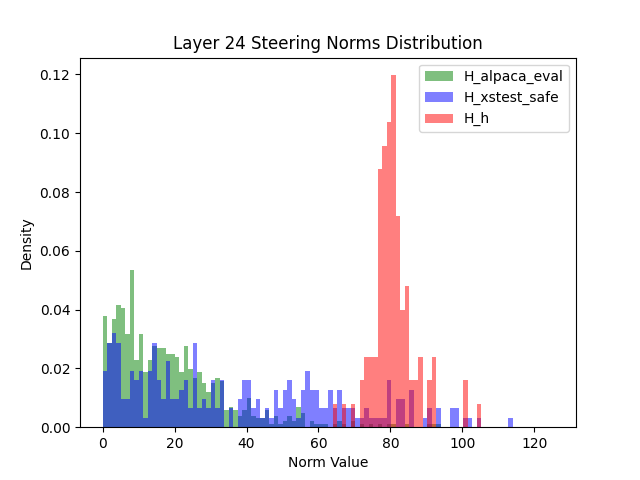 Layer 24 Steering Norms Distribution
H_alpaca_eval
H_xstest_safe
H_h
Density
0.12
0.10
0.08
0.06
0.04
0.02
0.00
0 20 40 60 80 100 120
Norm Value